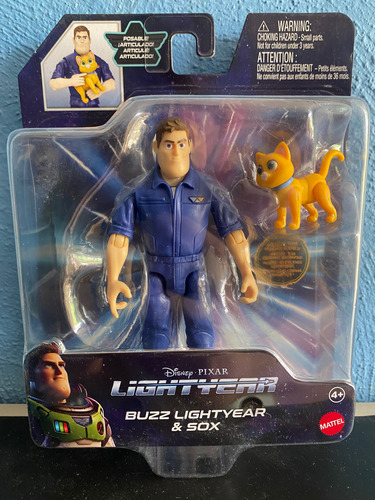 POSABLE!
¡ARTICULADO!
ARTICULÉ!
ARTICULADO!
⚠ WARNING:
CHOKING HAZARD - Small parts.
Not for children under 3 years.
ATTENTION :
DANGER D'ÉTOUFFEMENT - Petits éléments.
Ne convient pas aux enfants de moins de 36 mois.
Disney · PIXAR
LIGHTYEAR
BUZZ LIGHTYEAR
& SOX
4+
MATTEL